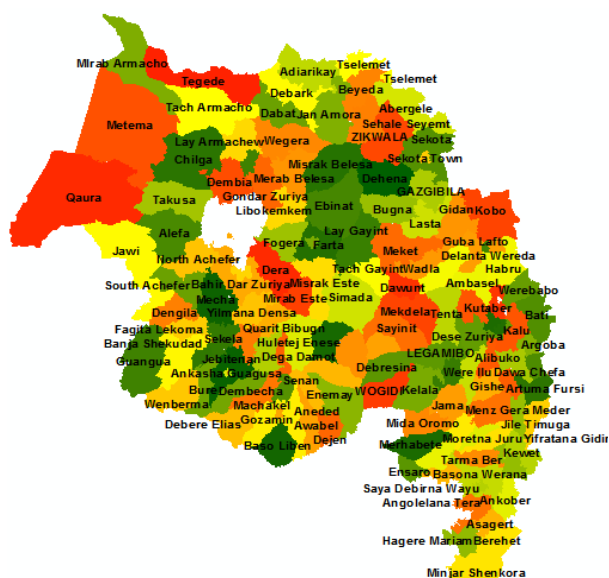 Tselemet
MIrab Armacho
Adiarikay
Tselemet
Tegede
Beyeda
Debark
Tach Armacho
Abergele
Dabat
Jan Amora
Metema
Sehale Seyemt
ZIKWALA
Lay Armachew
Wegera
Sekota
Chilga
Misrak Belesa
Sekota Town
Dembia
Merab Belesa
Dehena
GAZGIBILA
Qaura
Takusa
Gondar Zuriya
Libokemkem
Ebinat
Bugna
Gidan
Kobo
Lasta
Alefa
Lay Gayint
Fogera
Farta
Guba Lafto
Jawi
North Achefer
Meket
Delanta Wereda
Dera
Tach Gayint
Wadla
Habru
South Achefer
Bahir Dar Zuriya
Misrak Este
Dawunt
Ambasel
Werebabo
Mecha
Mirab Este
Simada
Mekdela
Tenta
Kutaber
Dengila
Yilmana Densa
Bati
Fagita Lekoma
Quarit
Bibugn
Sayinit
Kalu
Banja Shekudad
Sekela
Huletej Enese
Dese Zuriya
Argoba
Guangua
Jebitenan
Dega Damot
LEGAMIBO
Alibuko
Ankasha Guagusa
Debresina
Were Ilu
Dawa Chefa
Bure
Dembecha
Senan
Enemay
WOGIDI
Kelala
Gishe
Artuma Fursi
Wenberma
Machakel
Aneded
Jama
Menz Gera Meder
Debere Elias
Gozamin
Awabel
Mida Oromo
Jile Timuga
Baso Liben
Dejen
Merhabete
Moretna Juru
Yifratana Gidim
Kewet
Tarma Ber
Ensaro
Basona Werana
Saya Debirna Wayu
Angolelana Tera
Ankober
Asagert
Hagere Mariam
Berehet
Minjar Shenkora